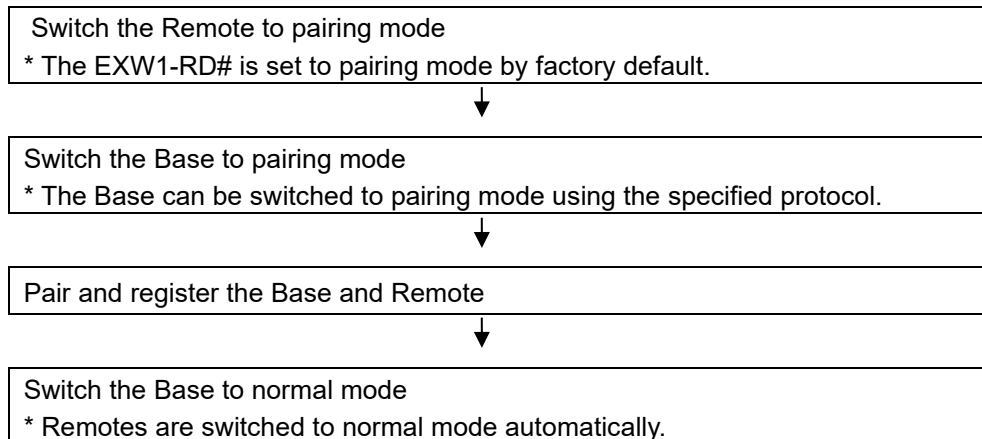 Switch the Remote to pairing mode
* The EXW1-RD# is set to pairing mode by factory default.
Switch the Base to pairing mode
* The Base can be switched to pairing mode using the specified protocol.
Pair and register the Base and Remote
Switch the Base to normal mode
* Remotes are switched to normal mode automatically.